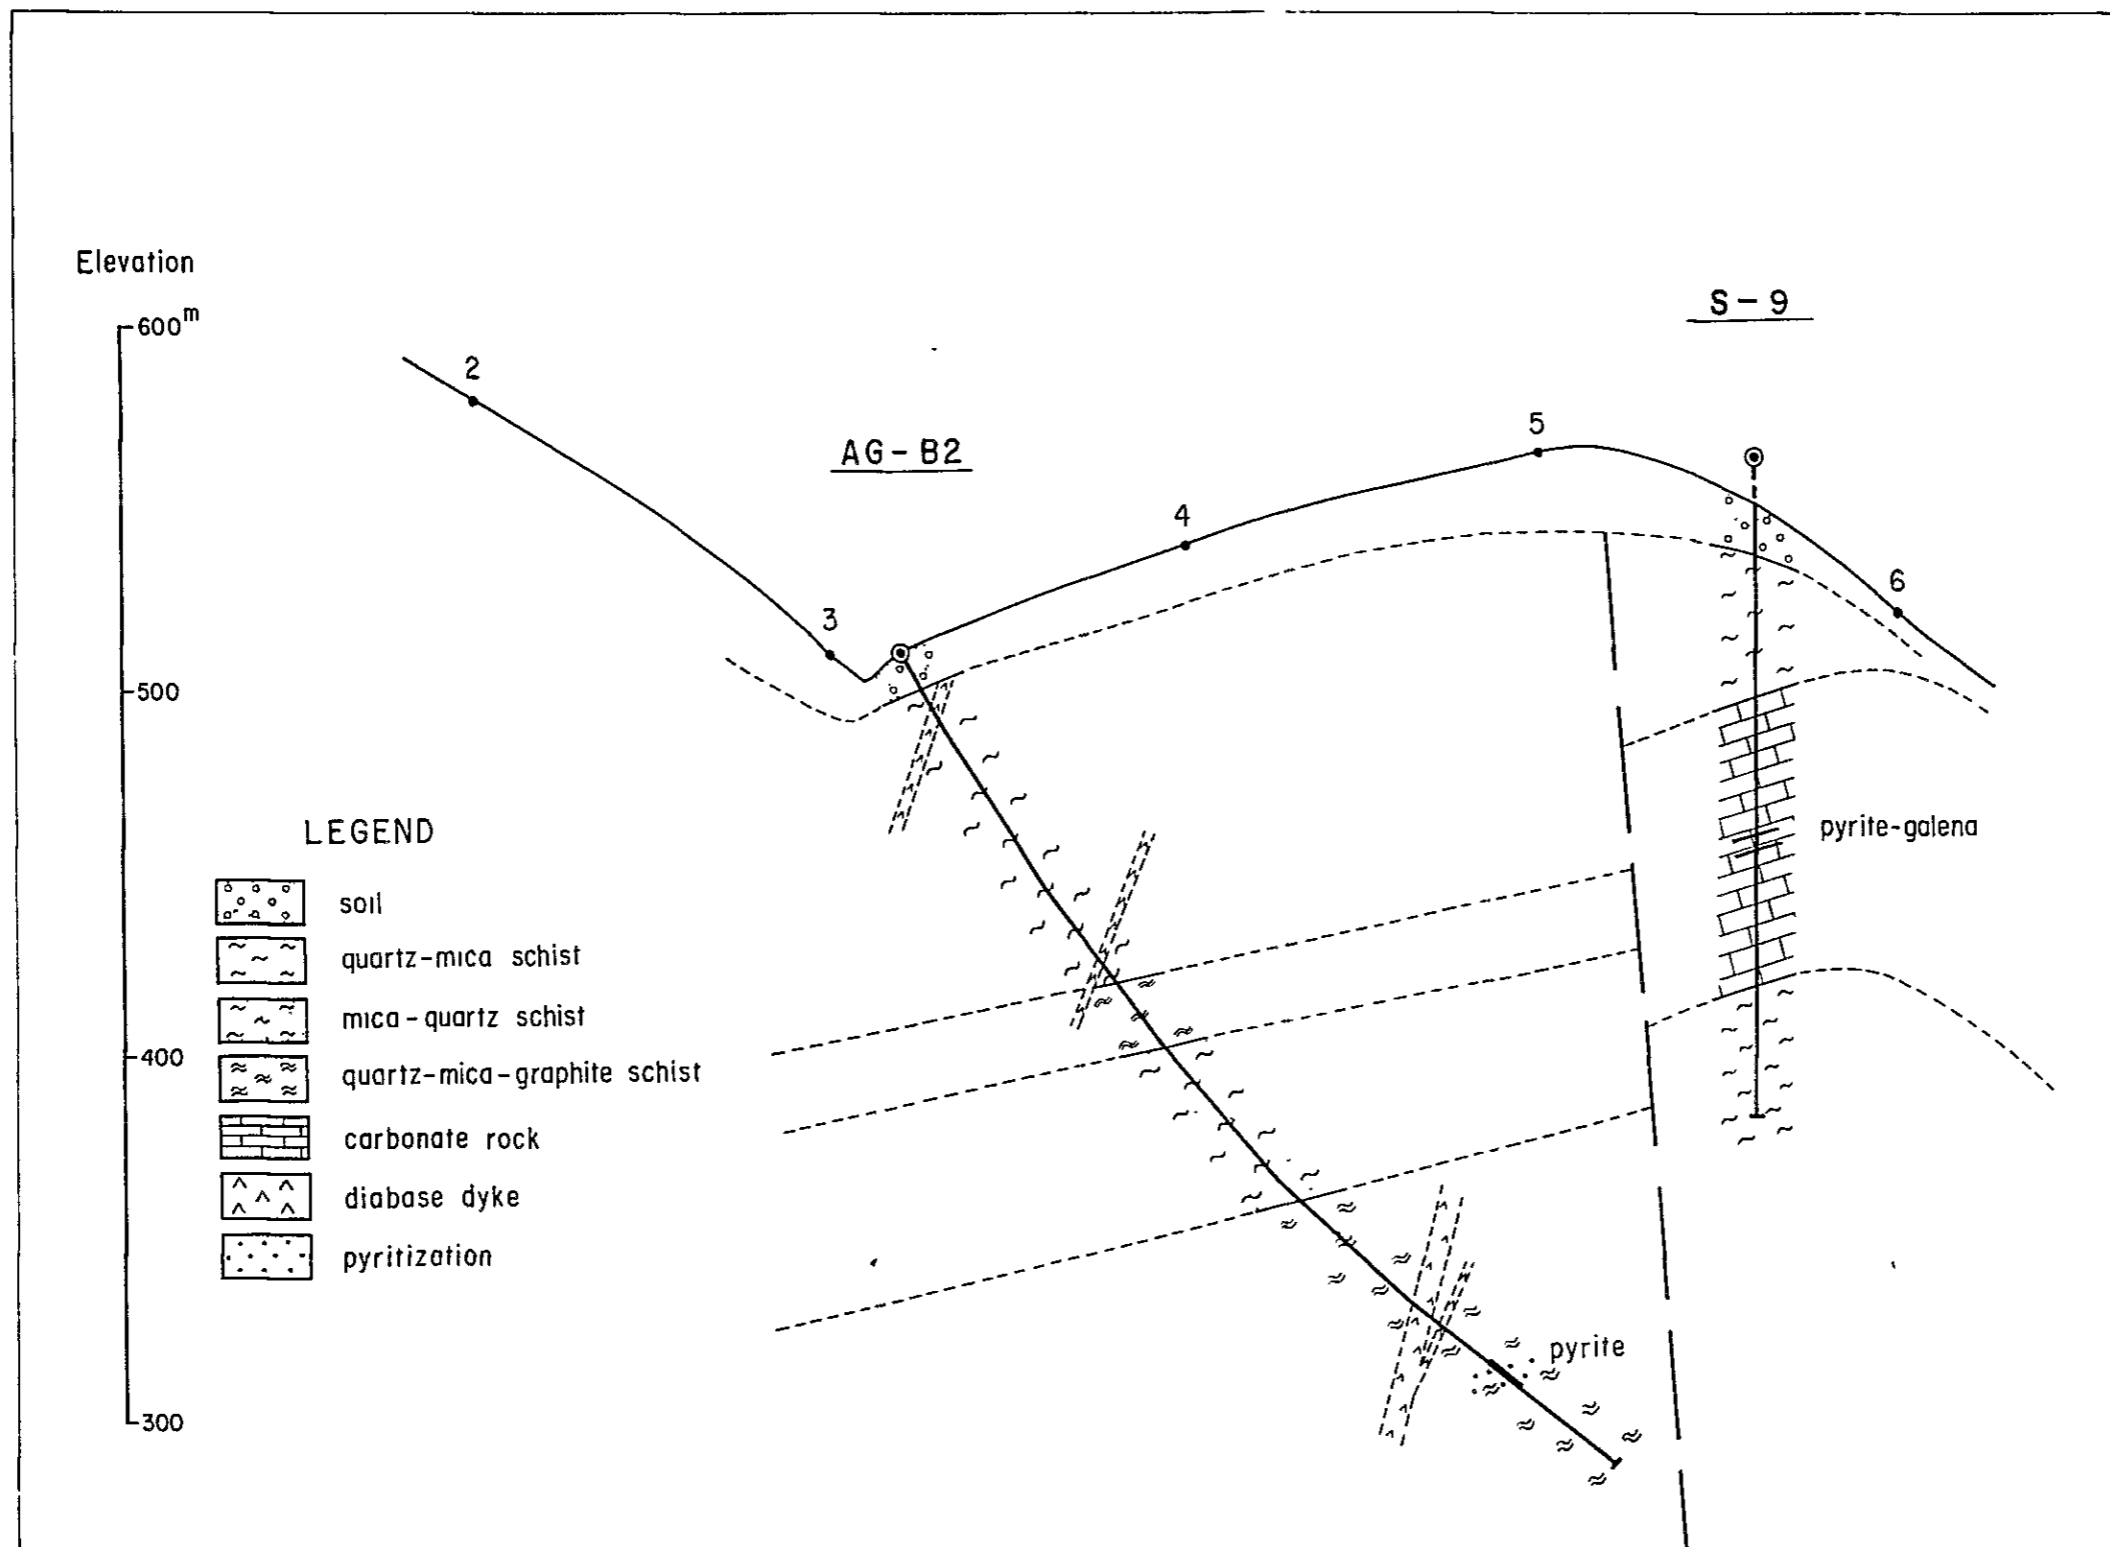 Elevation
600m
500
400
300
S-9
AG-B2
2
3
4
5
6
pyrite-galena
pyrite
LEGEND
soil
quartz-mica schist
mica-quartz schist
quartz-mica-graphite schist
carbonate rock
diabase dyke
pyritization